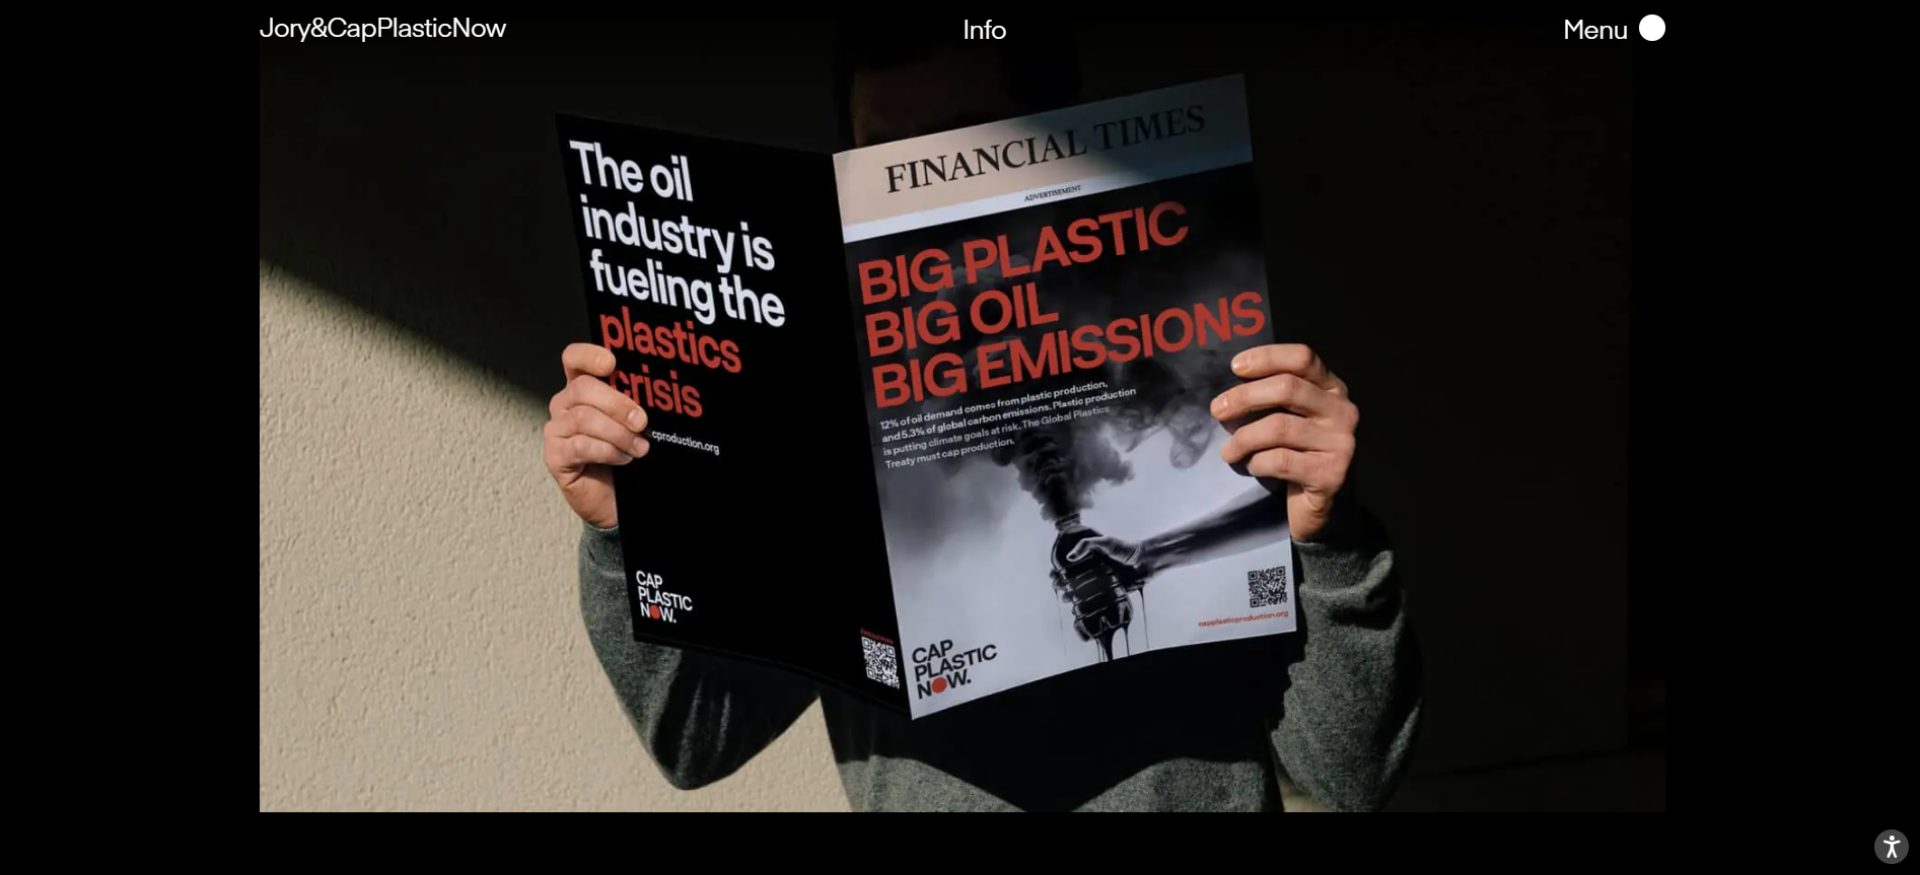 Jory&CapPlasticNow
Info
Menu
The oil
industry is
fueling the
plastics
crisis
cproduction.org
CAP
PLASTIC
NOW.
FINANCIAL TIMES
ADVERTISEMENT
BIG PLASTIC
BIG OIL
BIG EMISSIONS
12% of oil demand comes from plastic production,
and 5.3% of global carbon emissions. Plastic production
is putting climate goals at risk. The Global Plastics
Treaty must cap production.
capplasticproduction.org
CAP
PLASTIC
NOW.